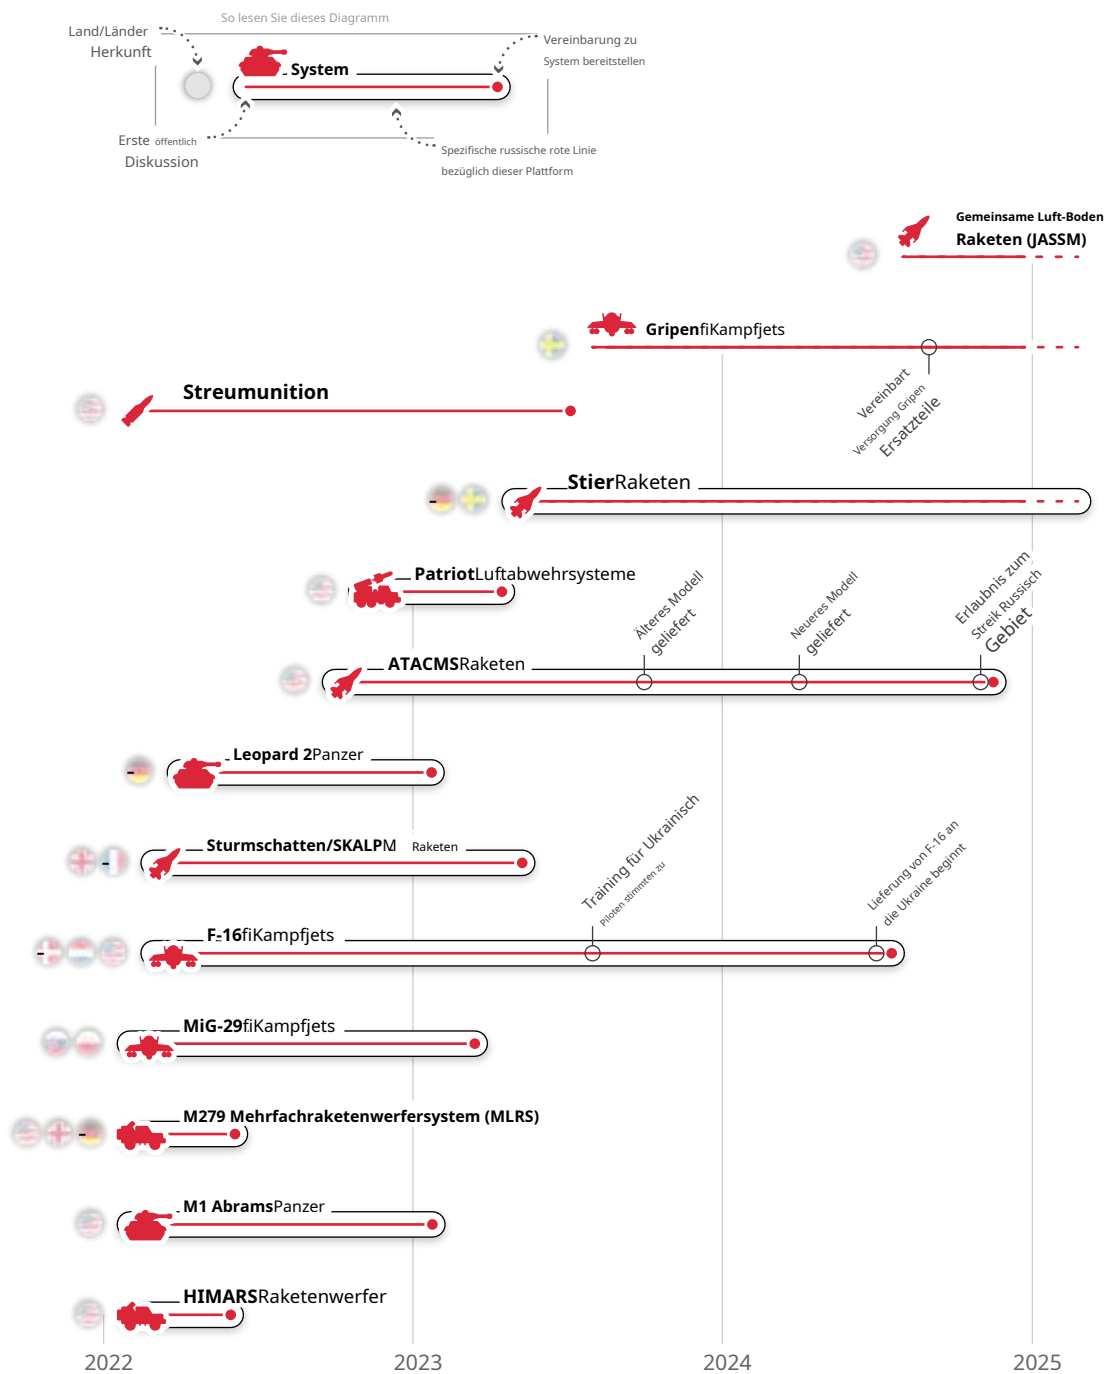 So lesen Sie dieses Diagramm
Land/Länder
Herkunft
System
Vereinbarung zu
System bereitstellen
Erste öffentlich
Diskussion
Spezifische russische rote Linie
bezüglich dieser Plattform
Gemeinsame Luft-Boden
Raketen (JASSM)
GripenfiKampfjets
Vereinbart
Versorgung Gripen
Ersatzteile
Streumunition
StierRaketen
PatriotLuftabwehrsysteme
Älteres Modell
geliefert
Neueres Modell
geliefert
Erlaubnis zum
Streik Russisch
Gebiet
ATACMSRaketen
Leopard 2Panzer
Sturmschatten/SKALPM Raketen
Training für Ukrainisch
Piloten stimmten zu
Lieferung von F-16 an
die Ukraine beginnt
F-16fiKampfjets
MiG-29fiKampfjets
M279 Mehrfachraketenwerfersystem (MLRS)
M1 AbramsPanzer
HIMARSRaketenwerfer
2022
2023
2024
2025